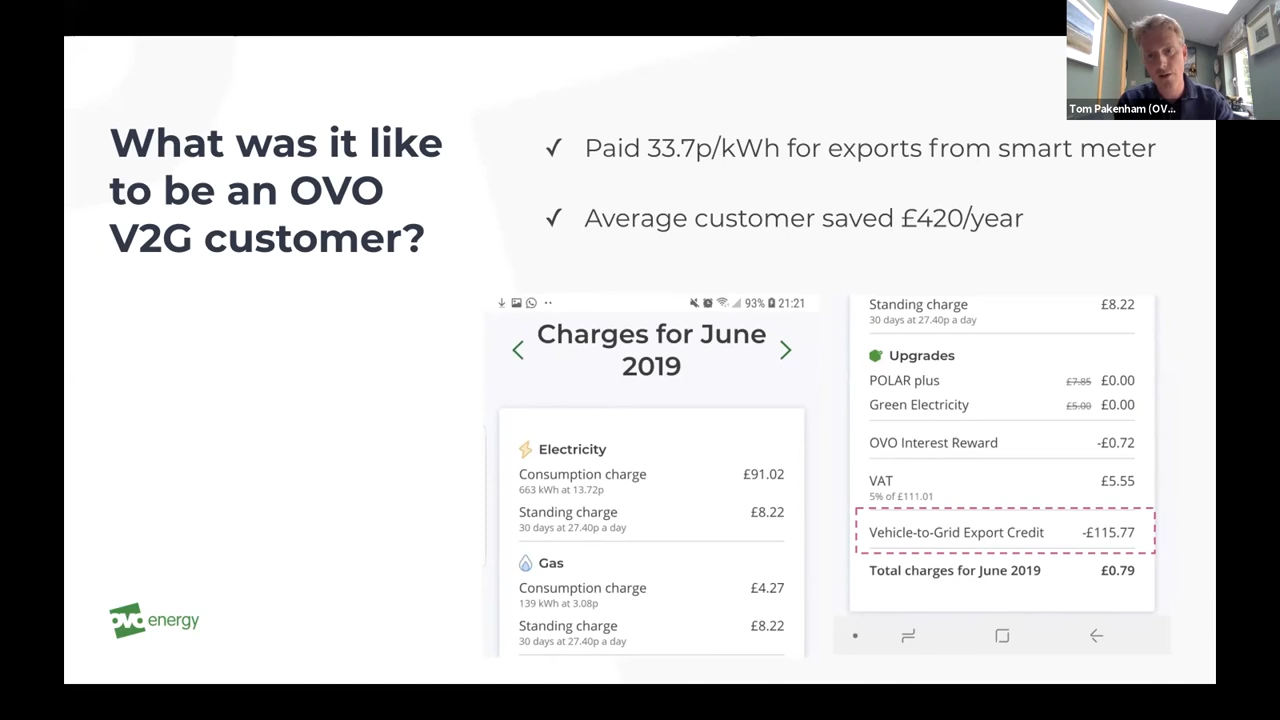 What was it like
to be an OVO
V2G customer?
✓ Paid 33.7p/kWh for exports from smart meter
✓ Average customer saved £420/year
Tom Pakenham (OV...
93% 21:21
Charges for June
2019
Electricity
Consumption charge £91.02
663 kWh at 13.72p
Standing charge £8.22
30 days at 27.40p a day
Gas
Consumption charge £4.27
139 kWh at 3.08p
Standing charge £8.22
30 days at 27.40p a day
Standing charge £8.22
30 days at 27.40p a day
Upgrades
POLAR plus £7.85 £0.00
Green Electricity £5.00 £0.00
OVO Interest Reward -£0.72
VAT £5.55
5% of £111.01
Vehicle-to-Grid Export Credit -£115.77
Total charges for June 2019 £0.79
ovo energy